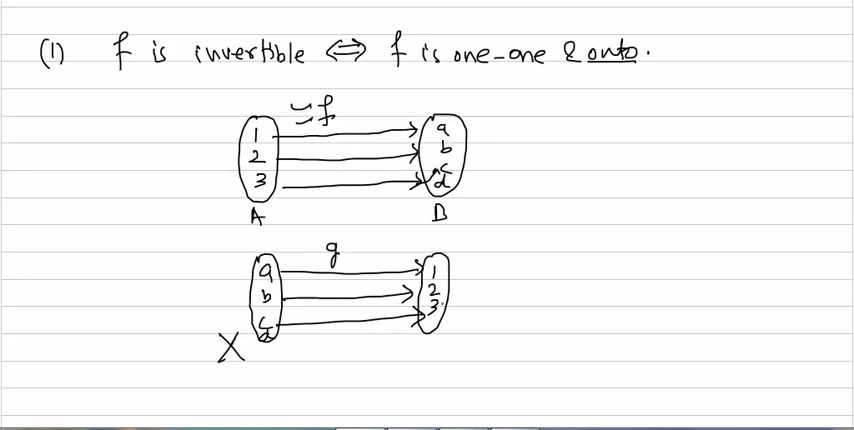 (1) f is invertible ⇔ f is one-one & onto.
f
1 a
2 b
3 c
d
A B
g
a 1
b 2
c 3
d
X